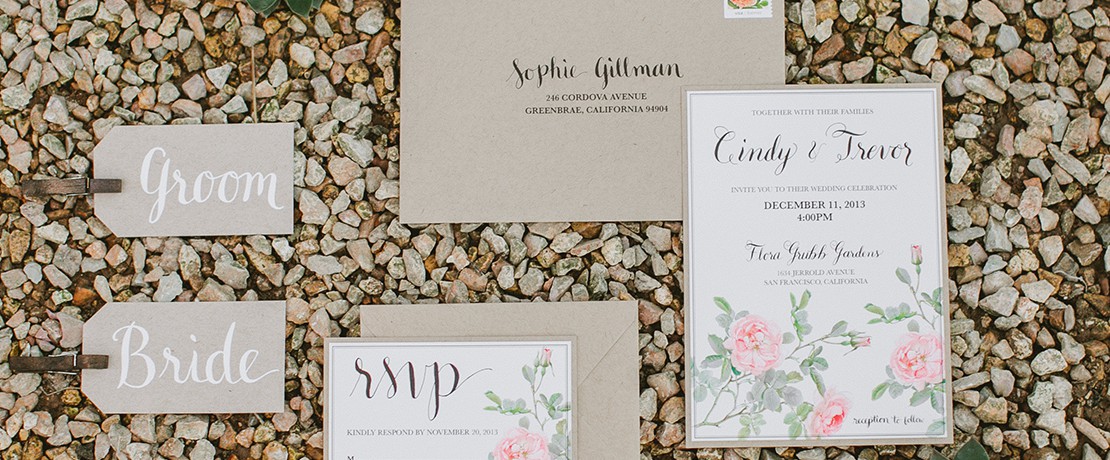 Groom
Bride
Sophie Gillman
246 CORDOVA AVENUE
GREENBRAE, CALIFORNIA 94904
TOGETHER WITH THEIR FAMILIES
Cindy & Trevor
INVITE YOU TO THEIR WEDDING CELEBRATION
DECEMBER 11, 2013
4:00PM
Flora Grubb Gardens
1634 JERROLD AVENUE
SAN FRANCISCO, CALIFORNIA
reception to follow
rsvp
KINDLY RESPOND BY NOVEMBER 20, 2013